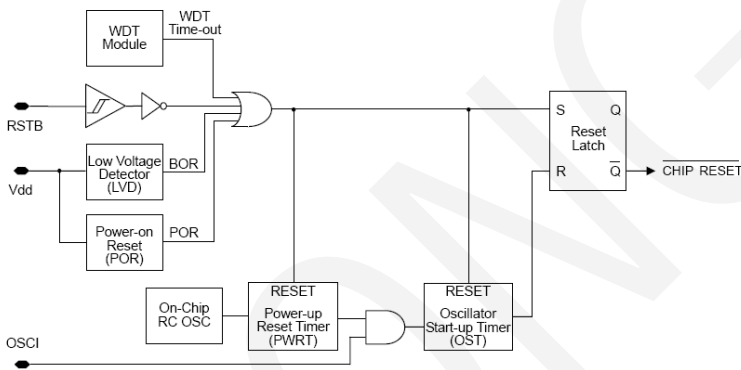 WDT
Module
WDT
Time-out
RSTB
Low Voltage
Detector
(LVD)
BOR
Vdd
Power-on
Reset
(POR)
POR
S
Q
Reset
Latch
R
Q
CHIP RESET
On-Chip
RC OSC
RESET
Power-up
Reset Timer
(PWRT)
RESET
Oscillator
Start-up Timer
(OST)
OSCI